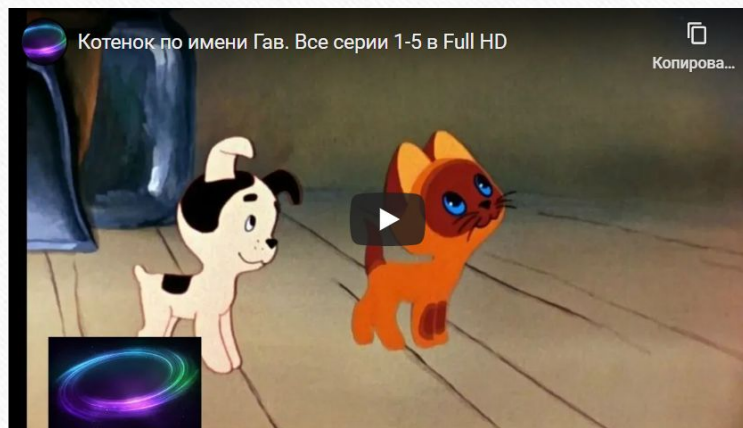 Котенок по имени Гав. Все серии 1-5 в Full HD
Копирова...